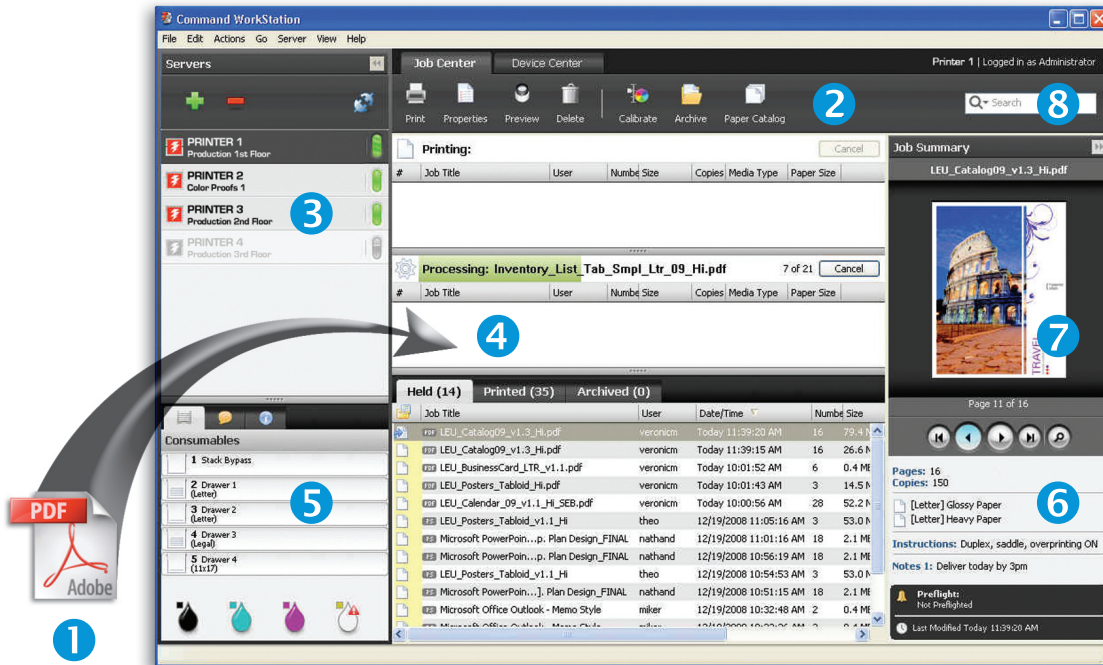 Command WorkStation
File Edit Actions Go Server View Help
Servers
Job Center Device Center
Printer 1 | Logged in as Administrator
Print Properties Preview Delete Calibrate Archive Paper Catalog
2
Search
8
PRINTER 1
Production 1st Floor
PRINTER 2
Color Proofs 1
PRINTER 3
Production 2nd Floor
PRINTER 4
Production 3rd Floor
3
Printing: Cancel
# Job Title User Numbe Size Copies Media Type Paper Size
Processing: Inventory_List_Tab_Smpl_Ltr_09_Hi.pdf 7 of 21 Cancel
# Job Title User Numbe Size Copies Media Type Paper Size
4
Held (14) Printed (35) Archived (0)
Job Title User Date/Time Numbe Size
PDF LEU_Catalog09_v1.3_Hi.pdf veronicm Today 11:39:20 AM 16 79.4 M
PDF LEU_Catalog09_v1.3_Hi.pdf veronicm Today 11:39:15 AM 16 26.6 M
PDF LEU_BusinessCard_LTR_v1.1.pdf veronicm Today 10:01:52 AM 6 0.4 ME
PDF LEU_Posters_Tabloid_Hi.pdf veronicm Today 10:01:43 AM 3 14.5 M
PDF LEU_Calendar_09_v1.1_Hi_SEB.pdf veronicm Today 10:00:56 AM 28 52.2 M
PS LEU_Posters_Tabloid_v1.1_Hi theo 12/19/2008 11:05:16 AM 3 53.0 M
PS Microsoft PowerPoin...p. Plan Design_FINAL nathand 12/19/2008 11:01:16 AM 18 2.1 ME
PS Microsoft PowerPoin...p. Plan Design_FINAL nathand 12/19/2008 10:56:19 AM 18 2.1 ME
PS LEU_Posters_Tabloid_v1.1_Hi theo 12/19/2008 10:54:53 AM 3 53.0 M
PS Microsoft PowerPoin...]. Plan Design_FINAL nathand 12/19/2008 10:51:15 AM 18 2.1 ME
PS Microsoft Office Outlook - Memo Style miker 12/19/2008 10:32:48 AM 2 0.4 ME
Consumables
1 Stack Bypass
2 Drawer 1
(Letter)
3 Drawer 2
(Letter)
4 Drawer 3
(Legal)
5 Drawer 4
(11x17)
5
Job Summary
LEU_Catalog09_v1.3_Hi.pdf
TRAVEL
7
Page 11 of 16
Pages: 16
Copies: 150
[Letter] Glossy Paper
[Letter] Heavy Paper
6
Instructions: Duplex, saddle, overprinting ON
Notes 1: Deliver today by 3pm
Preflight:
Not Preflighted
Last Modified Today 11:39:20 AM
PDF
Adobe
1